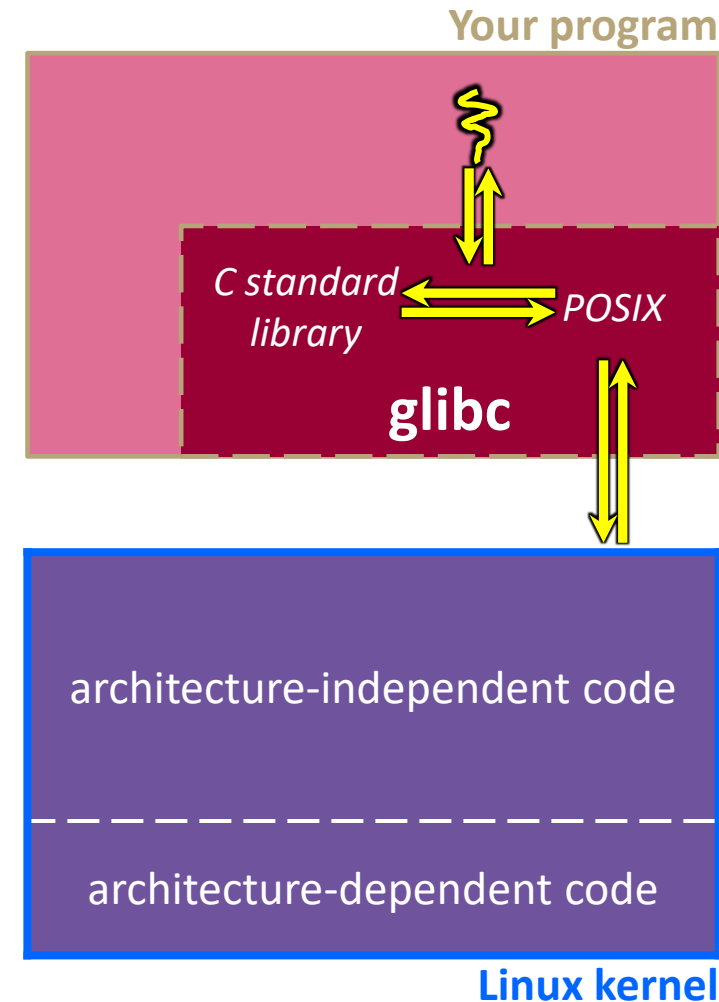 Your program
C standard
library
POSIX
glibc
architecture-independent code
architecture-dependent code
Linux kernel